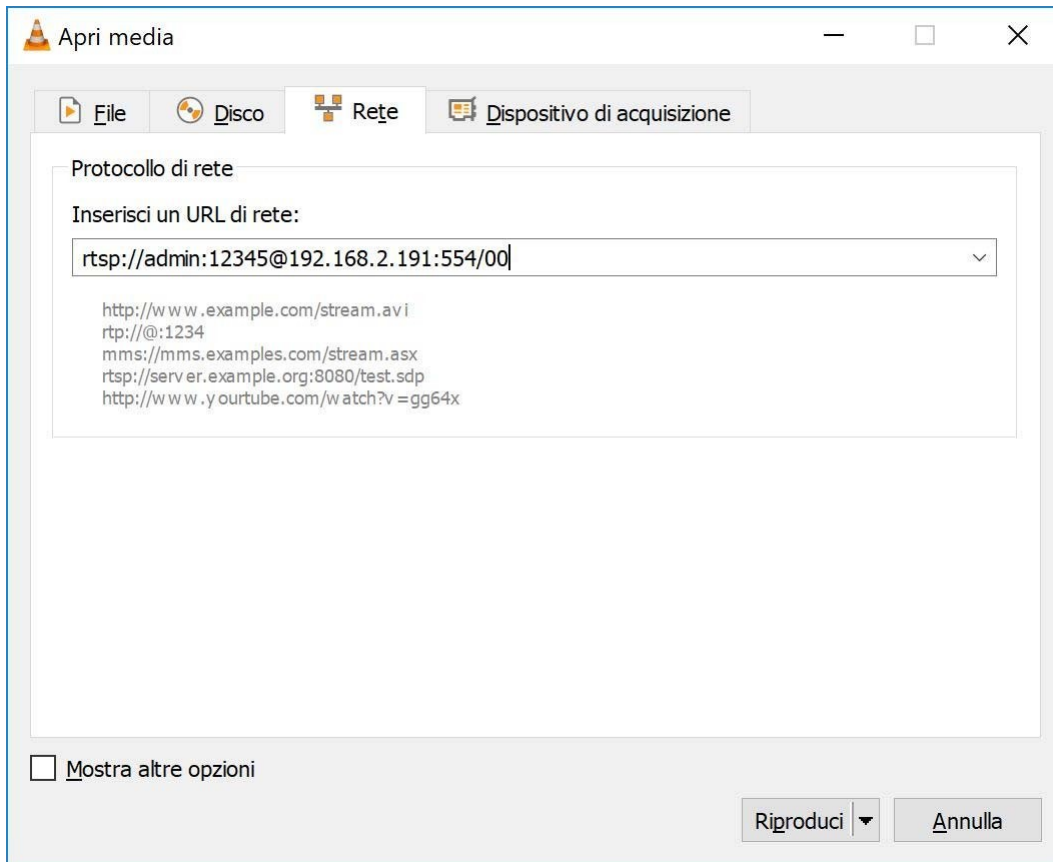 Apri media
File Disco Rete Dispositivo di acquisizione
Protocollo di rete
Inserisci un URL di rete:
rtsp://admin:12345@192.168.2.191:554/00
http://www.example.com/stream.avi
rtp://@:1234
mms://mms.examples.com/stream.asx
rtsp://server.example.org:8080/test.sdp
http://www.yourtube.com/watch?v=gg64x
Mostra altre opzioni
Riproduci Annulla